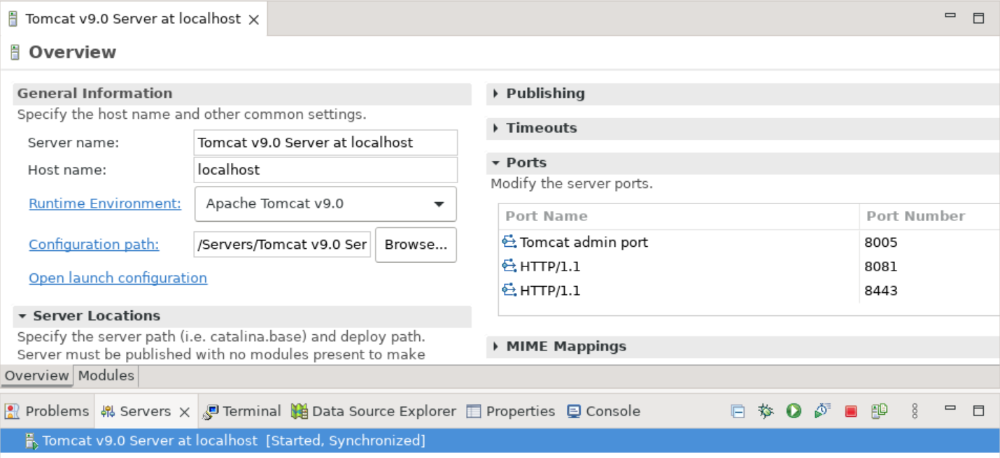 Tomcat v9.0 Server at localhost
Overview
General Information
Specify the host name and other common settings.
Server name: Tomcat v9.0 Server at localhost
Host name: localhost
Runtime Environment: Apache Tomcat v9.0
Configuration path: /Servers/Tomcat v9.0 Ser Browse...
Open launch configuration
Server Locations
Specify the server path (i.e. catalina.base) and deploy path.
Server must be published with no modules present to make
Publishing
Timeouts
Ports
Modify the server ports.
Port Name Port Number
Tomcat admin port 8005
HTTP/1.1 8081
HTTP/1.1 8443
MIME Mappings
Overview Modules
Problems Servers Terminal Data Source Explorer Properties Console
Tomcat v9.0 Server at localhost [Started, Synchronized]